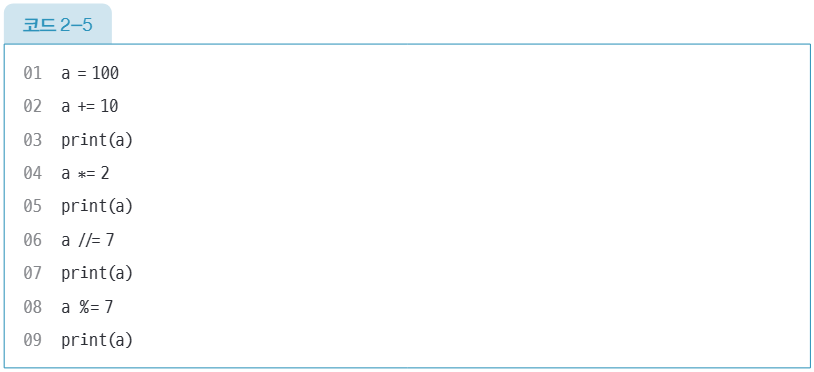 코드 2-5
01 a = 100
02 a += 10
03 print(a)
04 a *= 2
05 print(a)
06 a //= 7
07 print(a)
08 a %= 7
09 print(a)